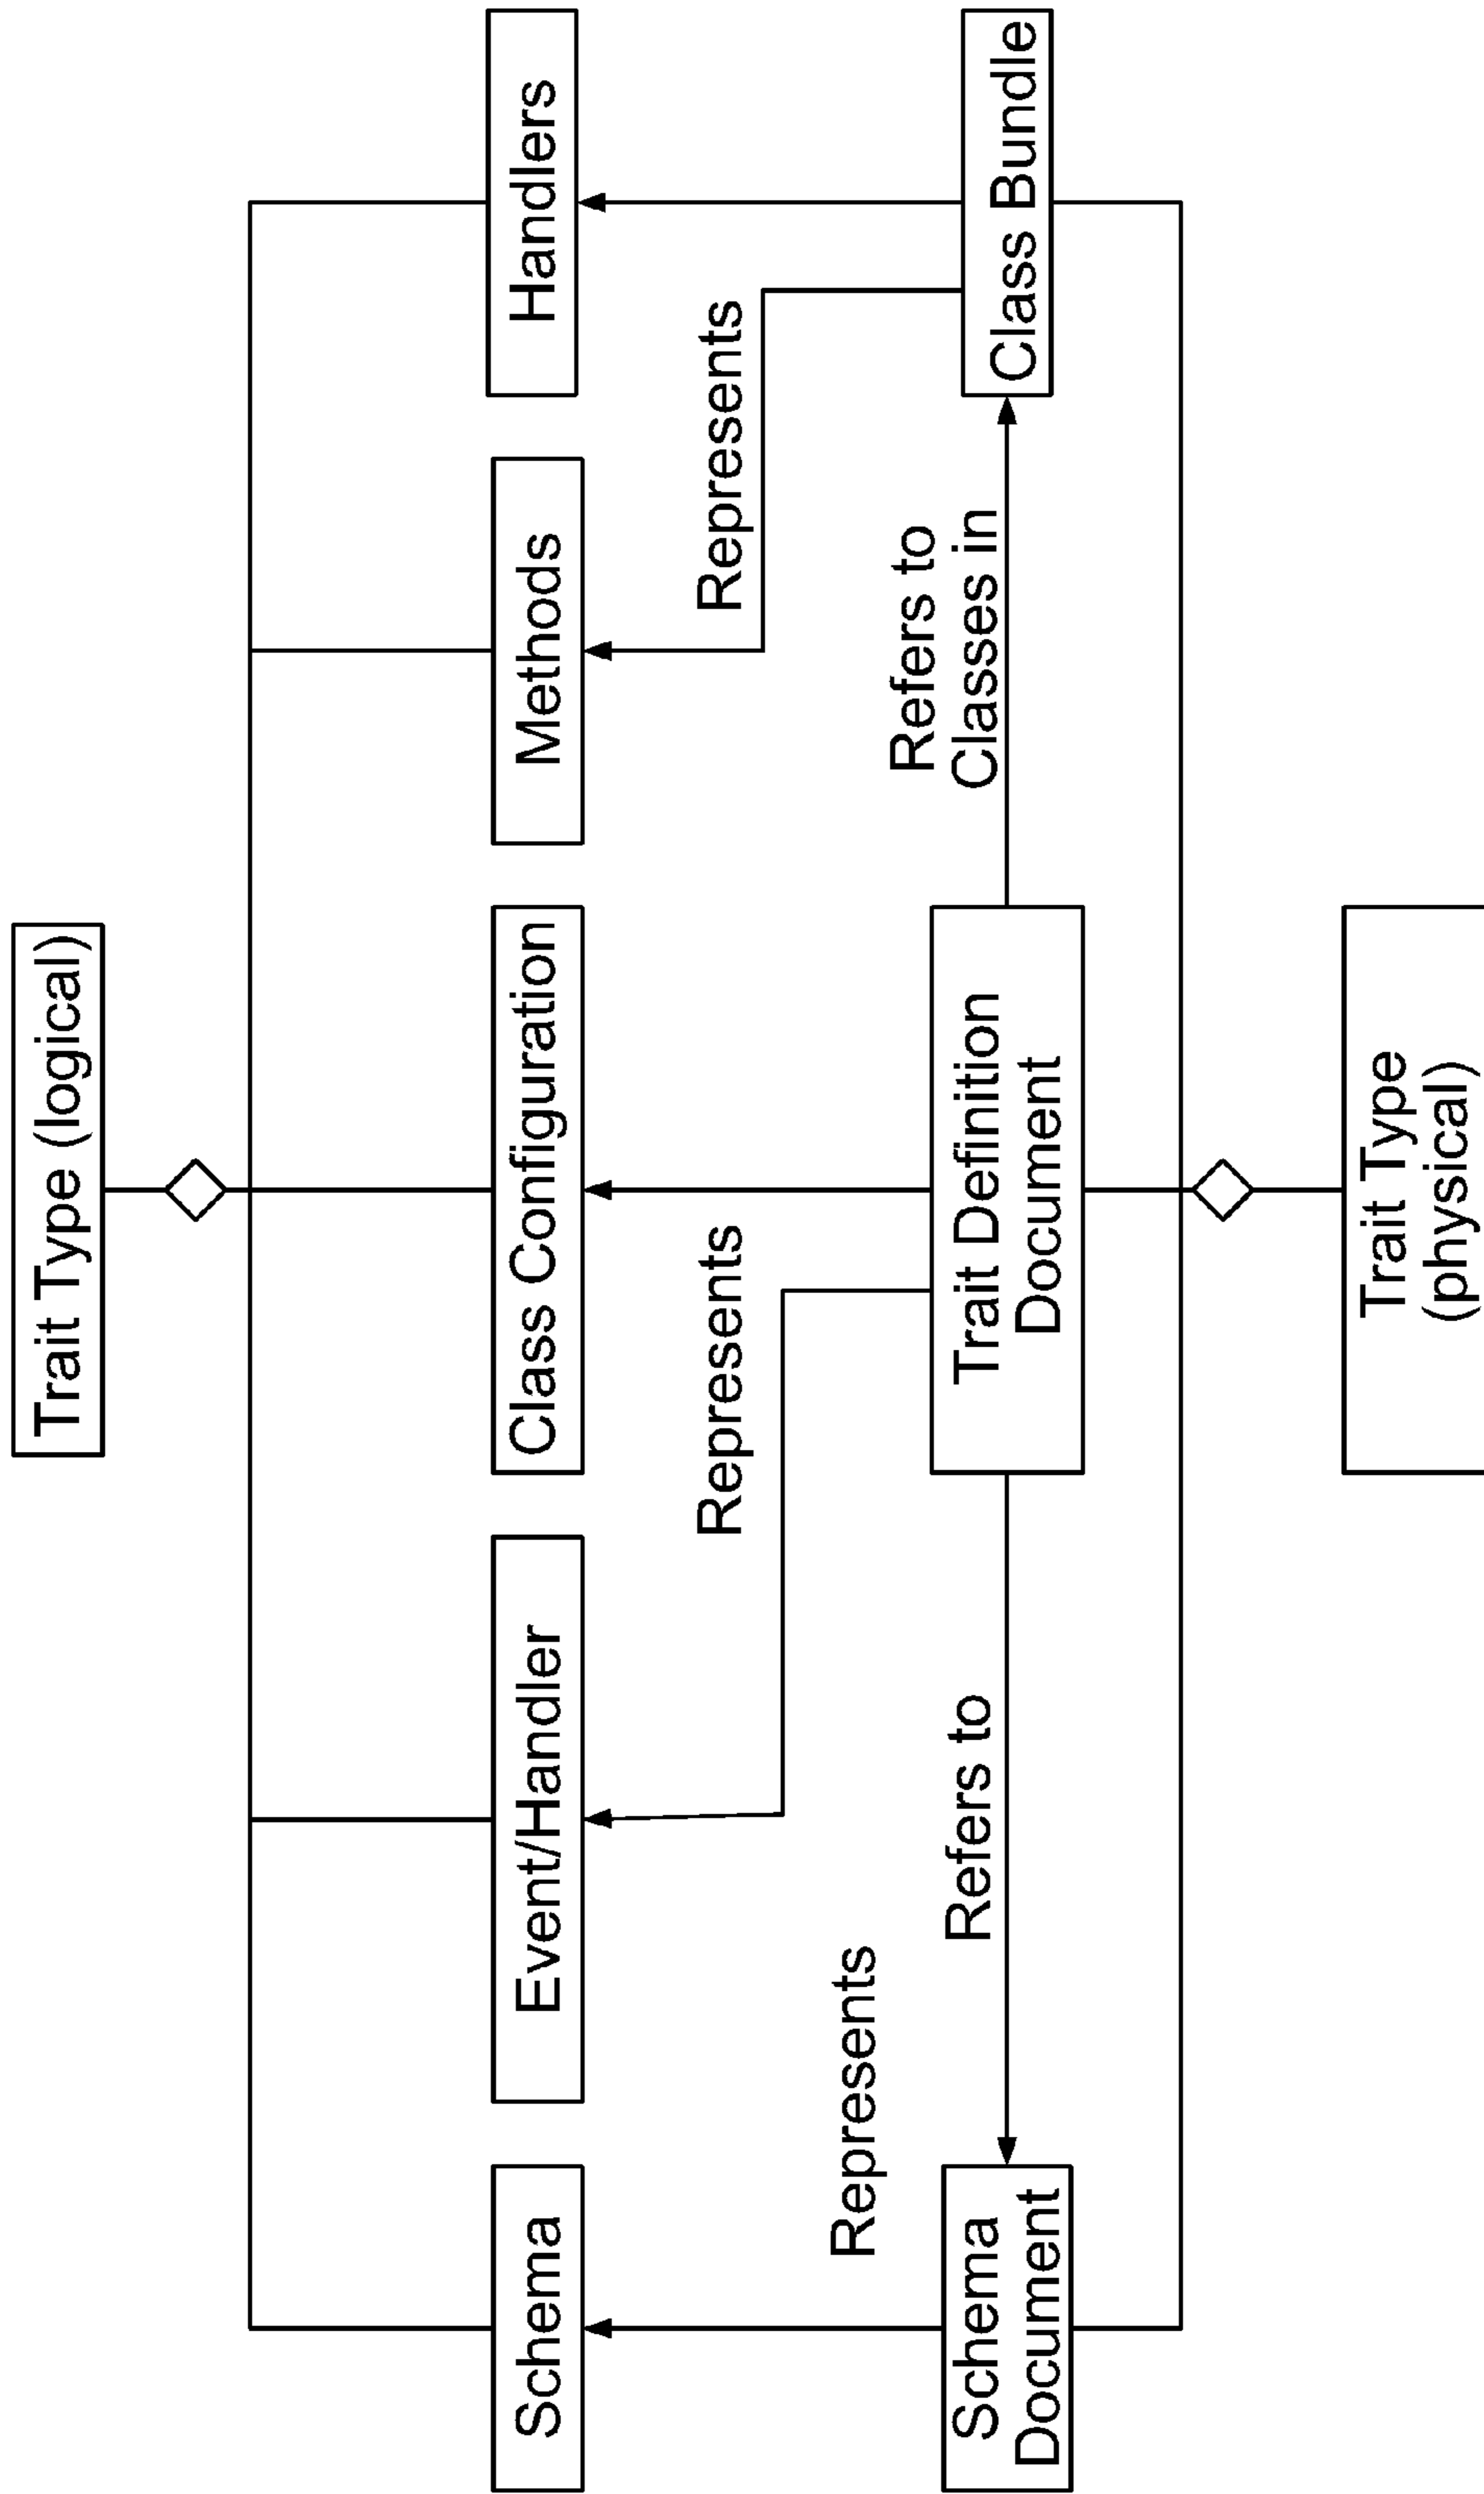 Trait Type (logical)
Schema
Event/Handler
Class Configuration
Methods
Handlers
Represents
Represents
Represents
Refers to
Refers to
Classes in
Schema
Document
Trait Definition
Document
Class Bundle
Trait Type
(physical)